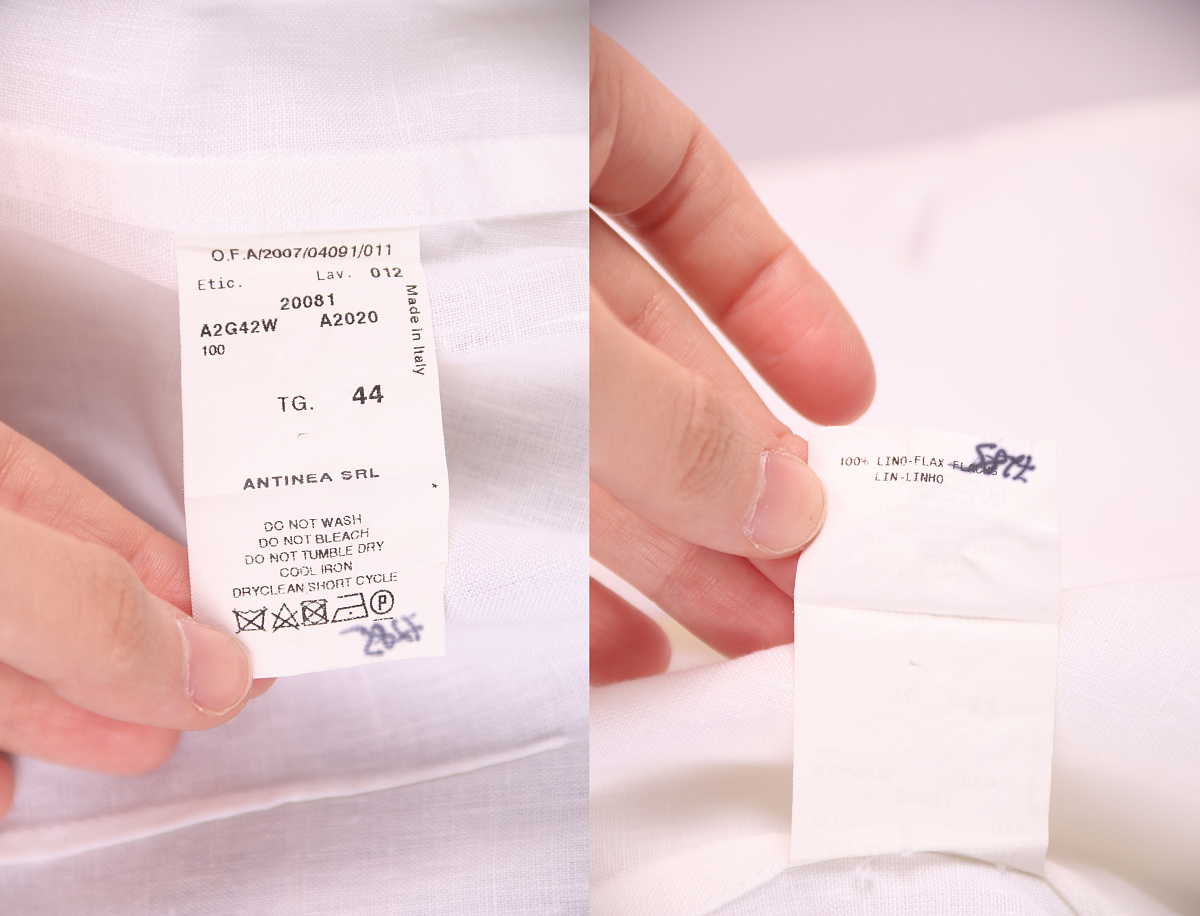 O.F.A/2007/04091/011
Etic. Lav. 012
20081
A2G42W A2020
100
Made in Italy
TG. 44
ANTINEA SRL
DO NOT WASH
DO NOT BLEACH
DO NOT TUMBLE DRY
COOL IRON
DRYCLEAN SHORT CYCLE
P
100% LINO-FLAX-FLACHS
LIN-LINHO